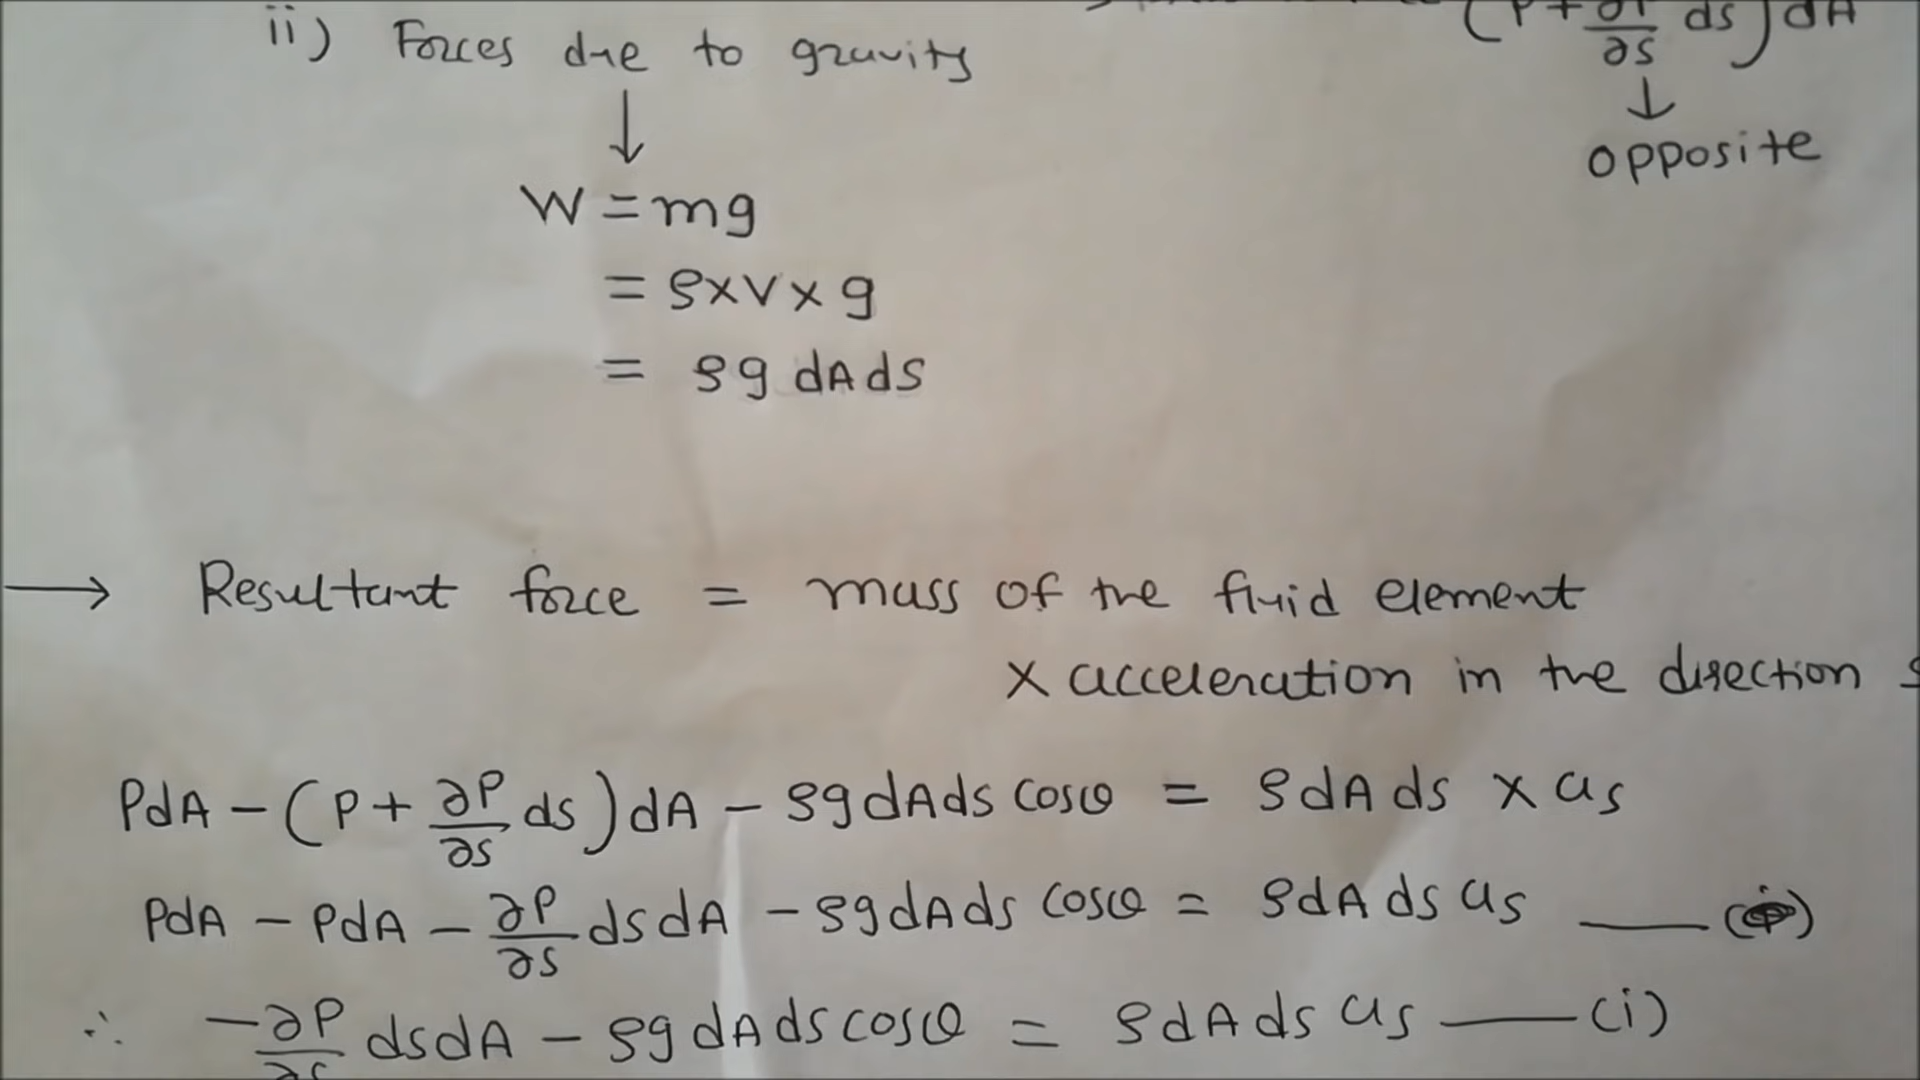 ii) Forces due to gravity
(P + ∂P/∂s ds) dA
↓
opposite
↓
W = mg
= ρ × V × g
= ρg dA ds
→ Resultant force = mass of the fluid element
× acceleration in the direction s
PdA - (P + ∂P/∂s ds) dA - ρg dA ds cosθ = ρ dA ds × as
PdA - PdA - ∂P/∂s ds dA - ρg dA ds cosθ = ρ dA ds as
∴ -∂P/∂s ds dA - ρg dA ds cosθ = ρ dA ds as — (i)